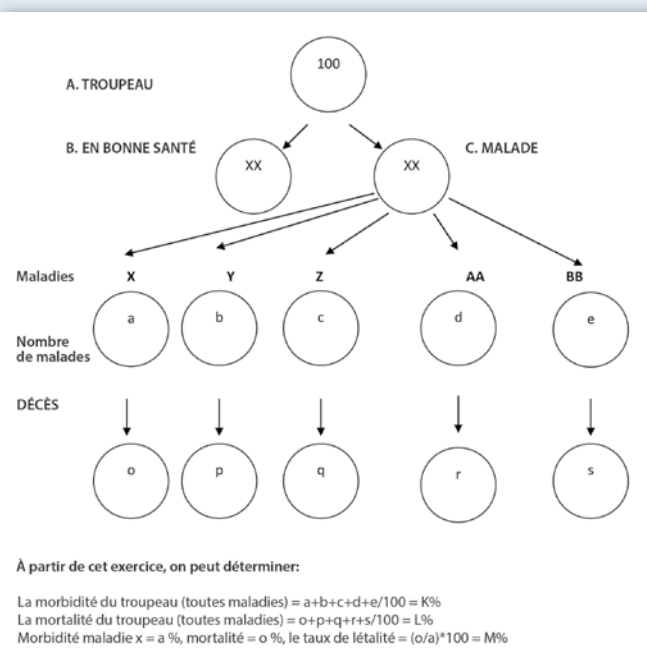 100
A. TROUPEAU
B. EN BONNE SANTÉ
XX
XX
C. MALADE
Maladies X Y Z AA BB
a b c d e
Nombre
de malades
DÉCÈS
o p q r s
À partir de cet exercice, on peut déterminer:
La morbidité du troupeau (toutes maladies) = a+b+c+d+e/100 = K%
La mortalité du troupeau (toutes maladies) = o+p+q+r+s/100 = L%
Morbidité maladie x = a %, mortalité = o %, le taux de létalité = (o/a)*100 = M%